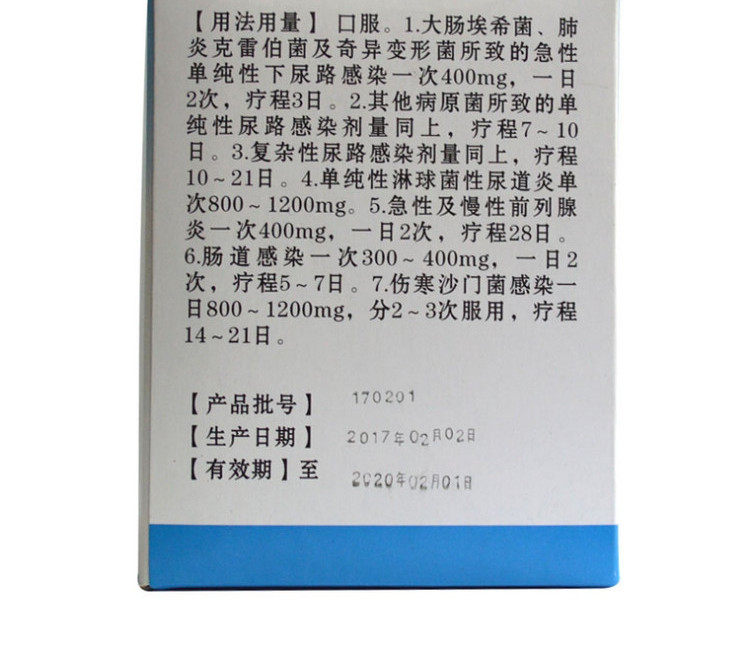 【用法用量】 口服。1.大肠埃希菌、肺
炎克雷伯菌及奇异变形菌所致的急性
单纯性下尿路感染一次400mg，一日
2次，疗程3日。2.其他病原菌所致的单
纯性尿路感染剂量同上，疗程7~10
日。3.复杂性尿路感染剂量同上，疗程
10~21日。4.单纯性淋球菌性尿道炎单
次800~1200mg。5.急性及慢性前列腺
炎一次400mg，一日2次，疗程28日。
6.肠道感染一次300~400mg，一日2
次，疗程5~7日。7.伤寒沙门菌感染一
日800~1200mg，分2~3次服用，疗程
14~21日。
【产品批号】 170201
【生产日期】 2017年02月02日
【有效期】至 2020年02月01日